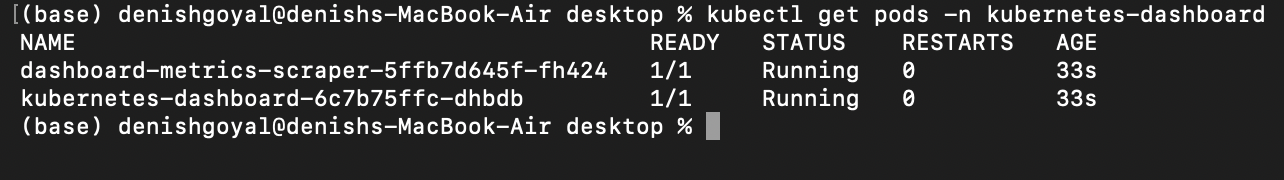 [(base) denishgoyal@denishs-MacBook-Air desktop % kubectl get pods -n kubernetes-dashboard
NAME READY STATUS RESTARTS AGE
dashboard-metrics-scraper-5ffb7d645f-fh424 1/1 Running 0 33s
kubernetes-dashboard-6c7b75ffc-dhbdb 1/1 Running 0 33s
(base) denishgoyal@denishs-MacBook-Air desktop %